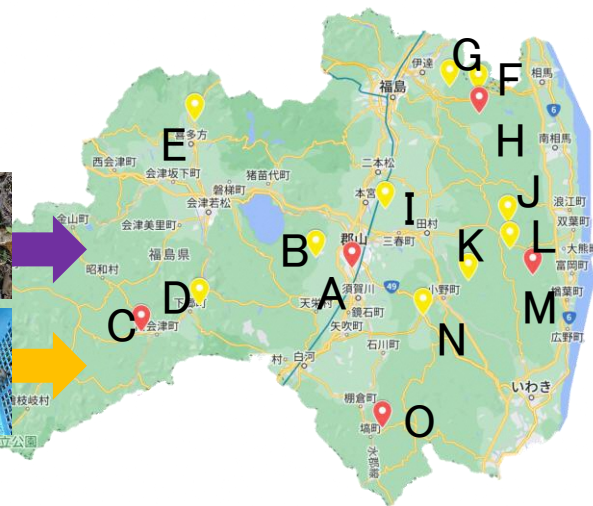 伊達
G
F
相馬
福島
6
E
喜多方
H
南相馬
西会津町
会津坂下町
猪苗代町
二本松
磐梯町
本宮
I
J
浪江町
金山町
会津若松
会津美里町
B
郡山
三春町
田村
K
L
双葉町
大熊
福島県
A
M
富岡町
昭和村
D
下郷町
天栄村
須賀川
49
小野町
楢葉町
C
会津町
鏡石町
矢吹町
N
6
広野町
村
白河
石川町
いわき
檜枝岐村
棚倉町
O
塙町
立公園
水郡線